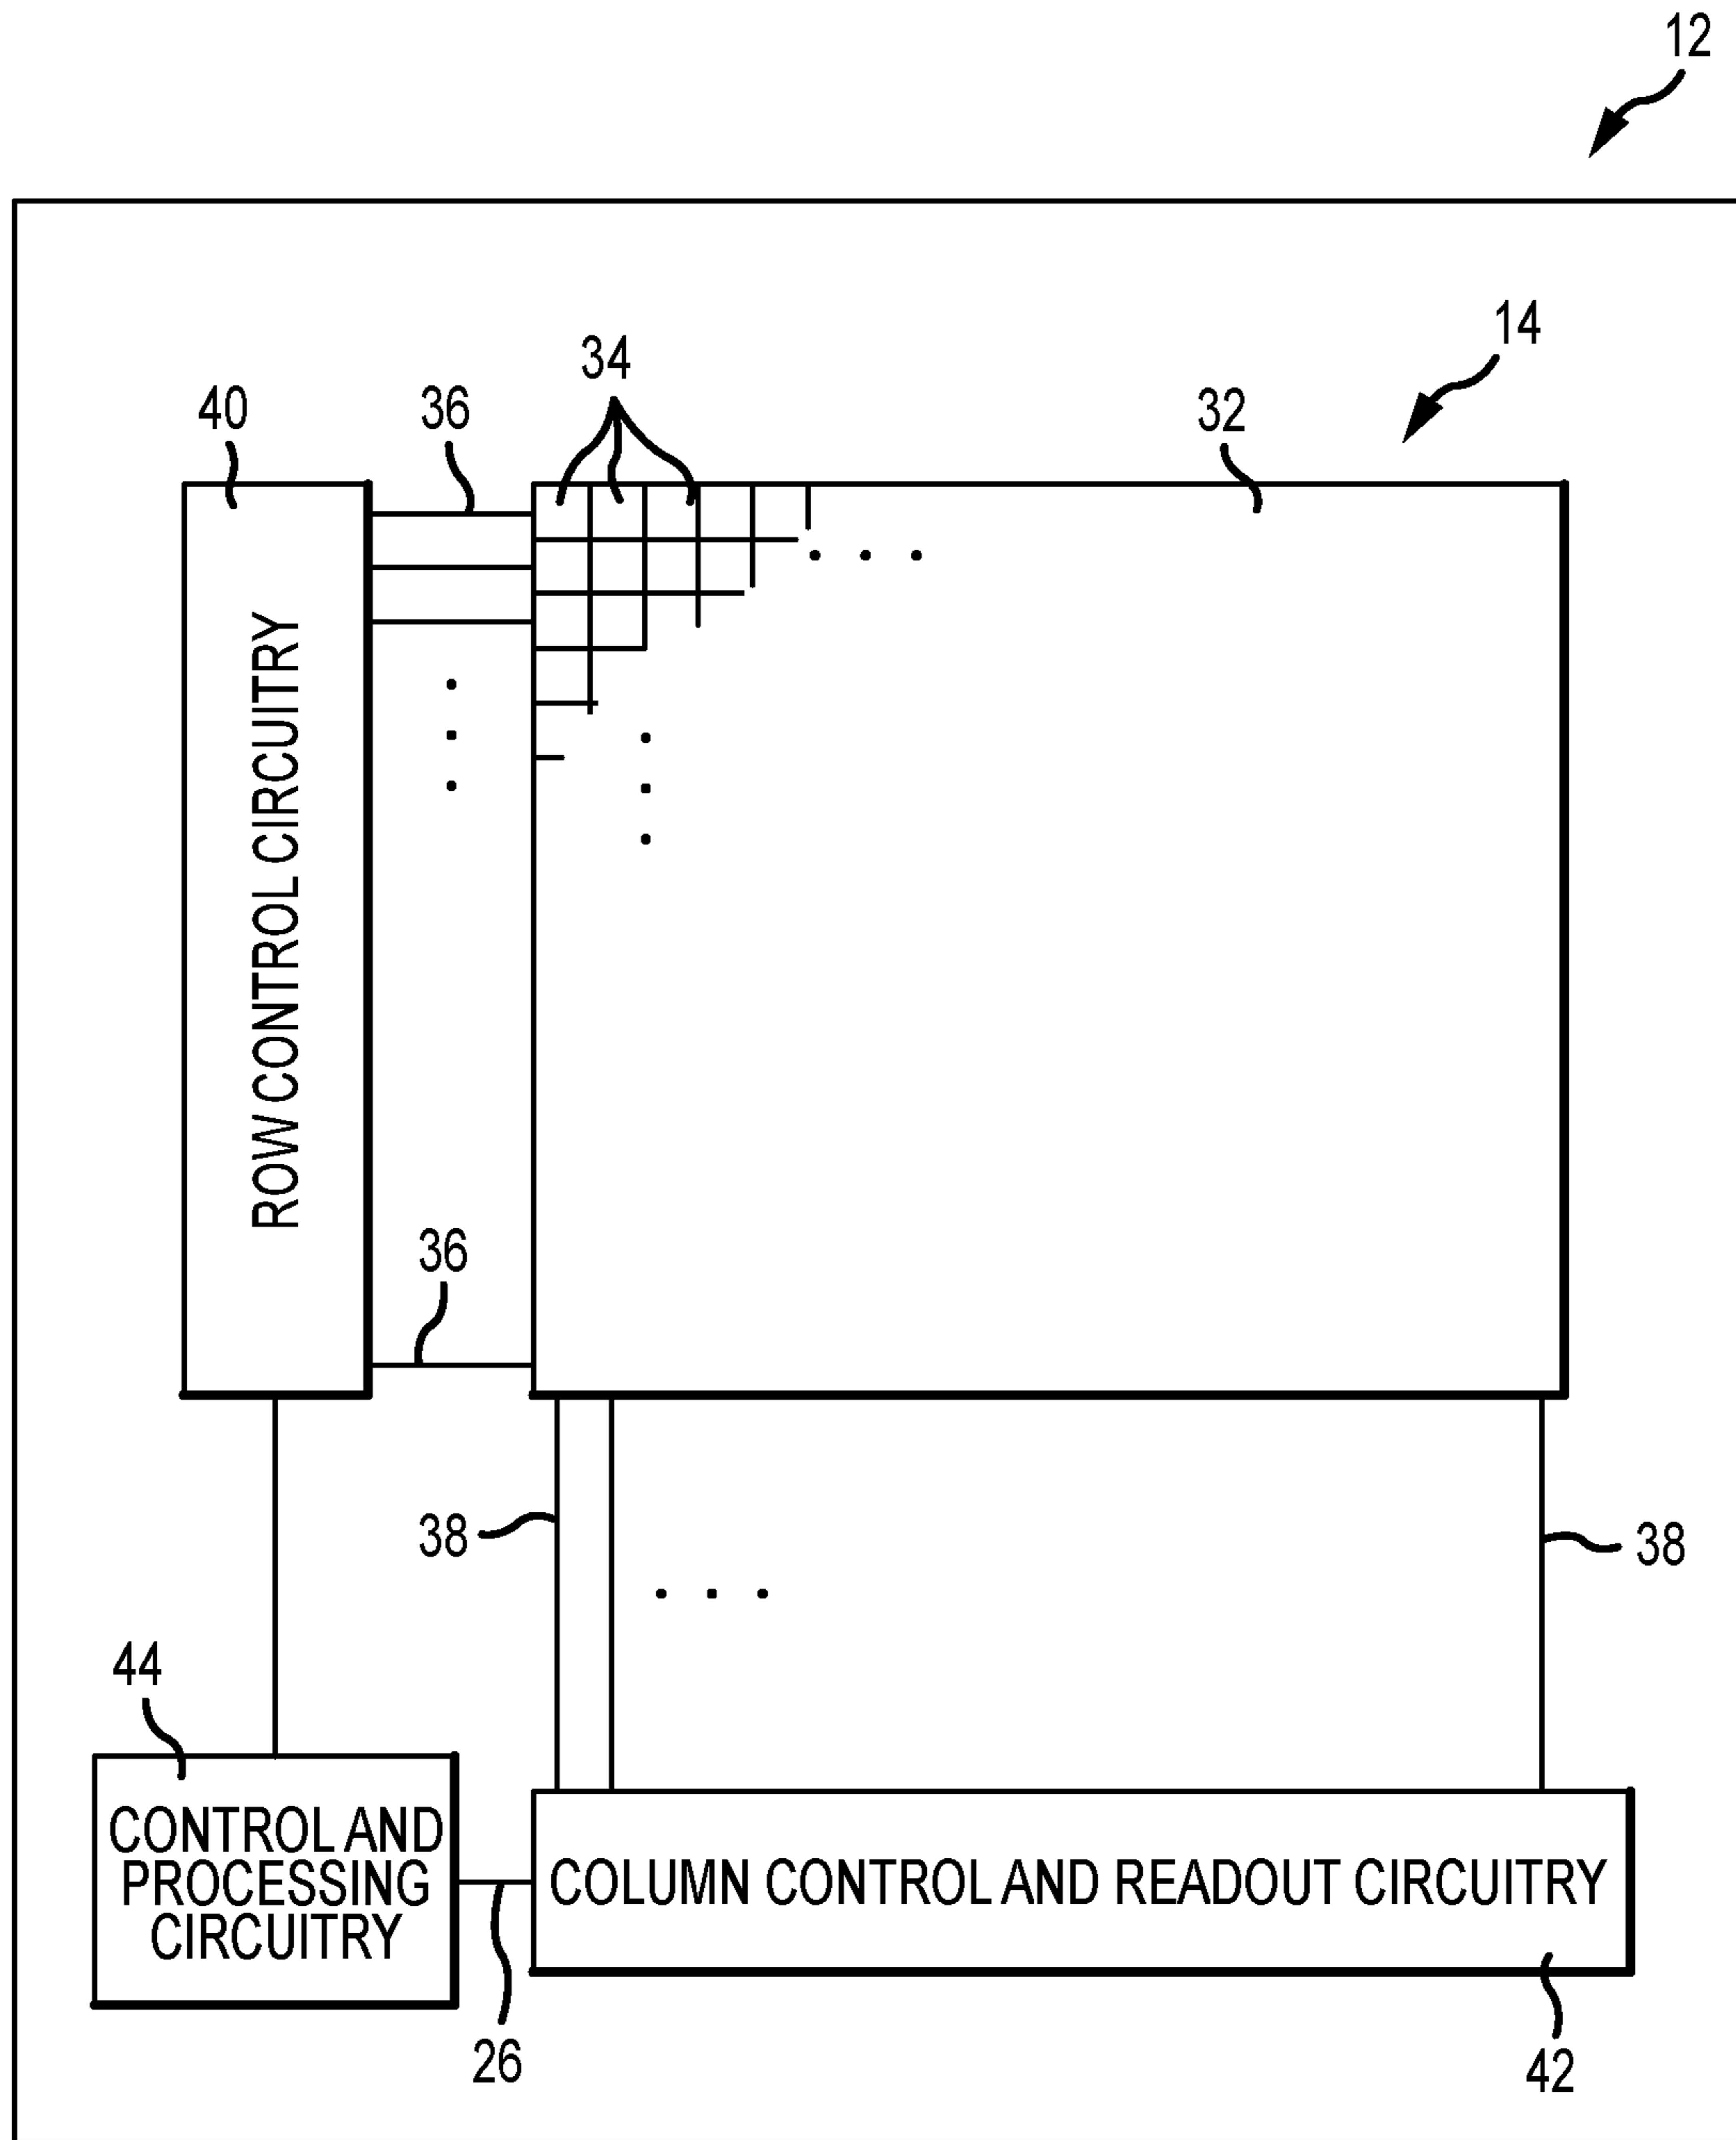 12
14
34
40
36
32
ROW CONTROL CIRCUITRY
36
38
38
44
CONTROL AND
PROCESSING
CIRCUITRY
COLUMN CONTROL AND READOUT CIRCUITRY
26
42